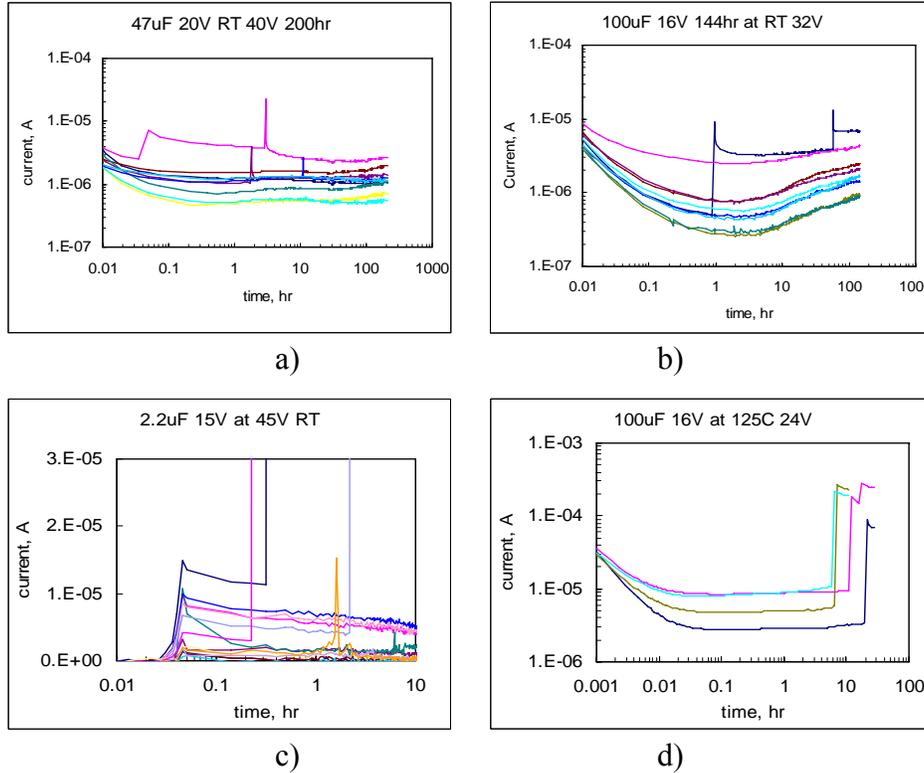 47uF 20V RT 40V 200hr
1.E-04
1.E-05
1.E-06
1.E-07
current, A
0.01 0.1 1 10 100 1000
time, hr
a)
100uF 16V 144hr at RT 32V
1.E-04
1.E-05
1.E-06
1.E-07
Current, A
0.01 0.1 1 10 100 1000
time, hr
b)
2.2uF 15V at 45V RT
3.E-05
2.E-05
1.E-05
0.E+00
current, A
0.01 0.1 1 10
time, hr
c)
100uF 16V at 125C 24V
1.E-03
1.E-04
1.E-05
1.E-06
current, A
0.001 0.01 0.1 1 10 100
time, hr
d)